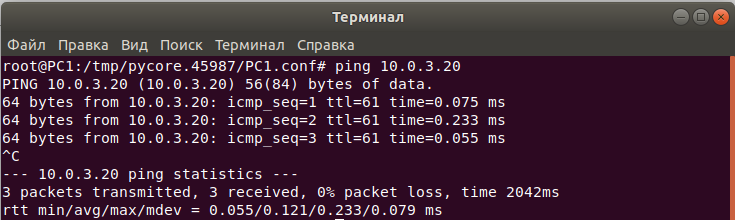 Терминал
Файл Правка Вид Поиск Терминал Справка
root@PC1:/tmp/pycore.45987/PC1.conf# ping 10.0.3.20
PING 10.0.3.20 (10.0.3.20) 56(84) bytes of data.
64 bytes from 10.0.3.20: icmp_seq=1 ttl=61 time=0.075 ms
64 bytes from 10.0.3.20: icmp_seq=2 ttl=61 time=0.233 ms
64 bytes from 10.0.3.20: icmp_seq=3 ttl=61 time=0.055 ms
^C
--- 10.0.3.20 ping statistics ---
3 packets transmitted, 3 received, 0% packet loss, time 2042ms
rtt min/avg/max/mdev = 0.055/0.121/0.233/0.079 ms